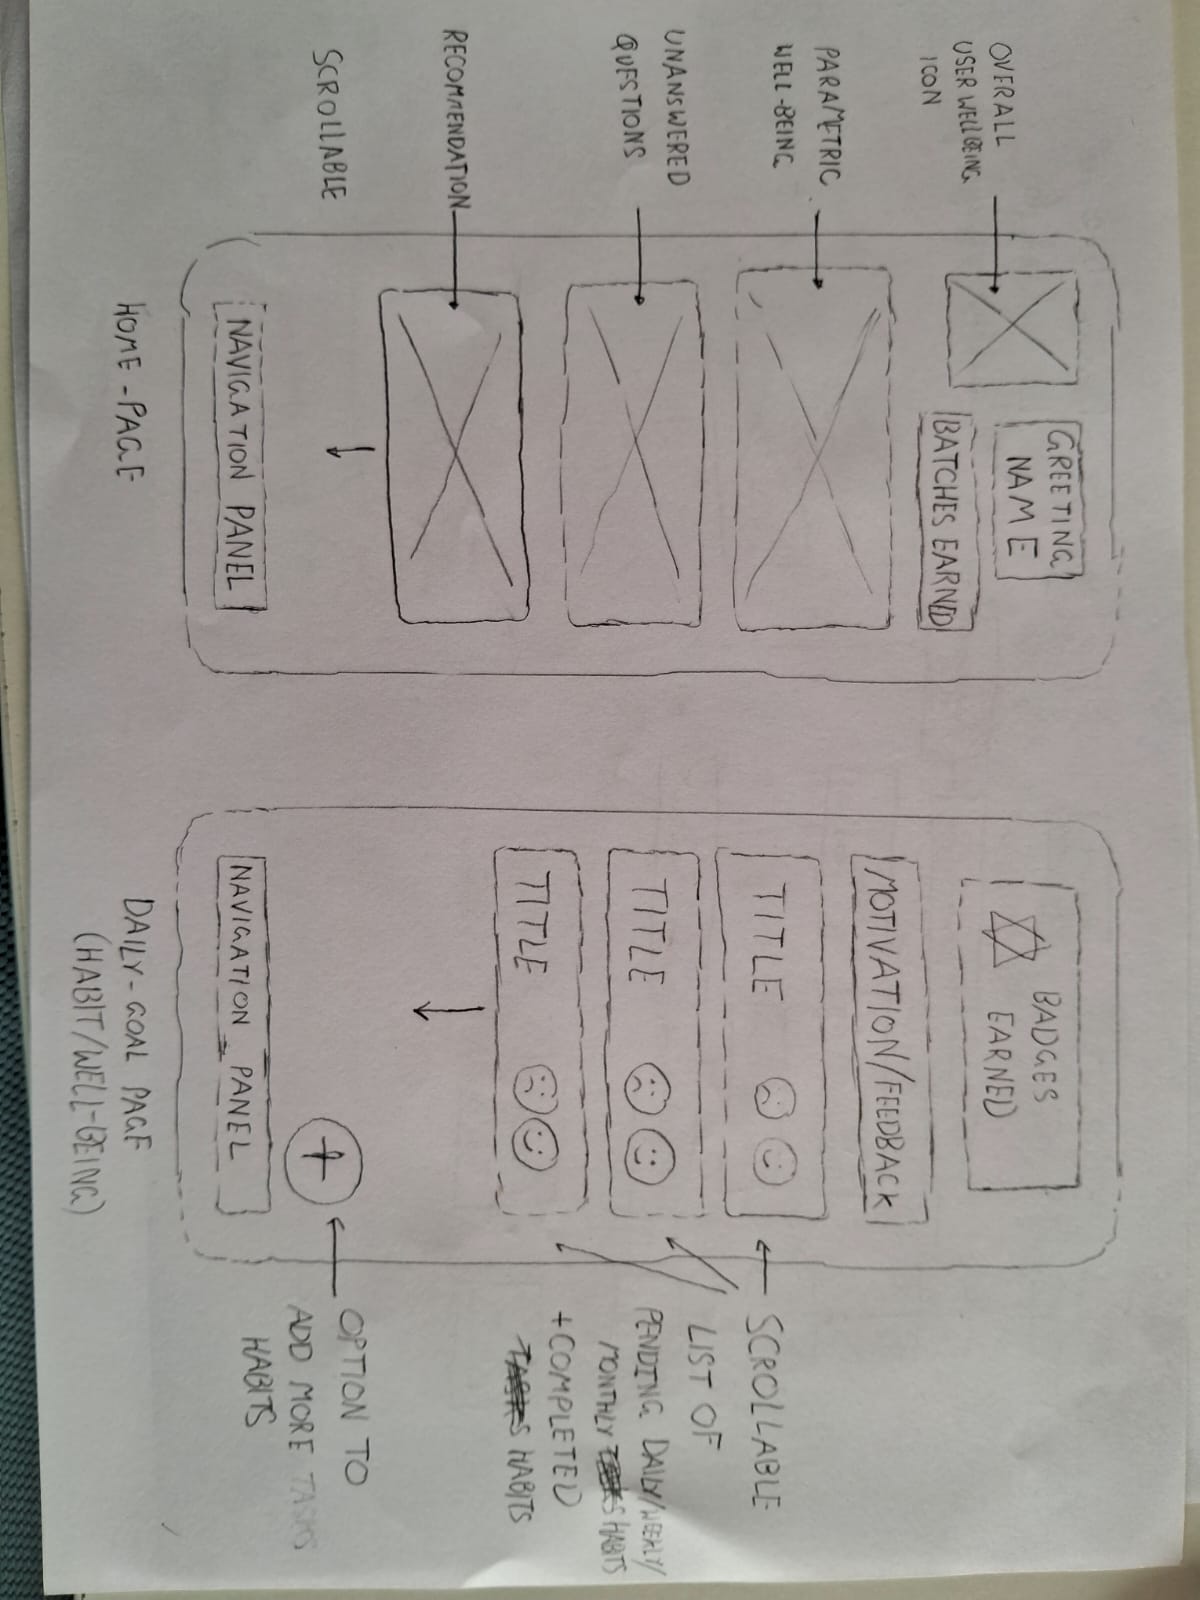 OVERALL
USER WELLBEING
ICON
PARAMETRIC
WELL-BEING
UNANSWERED
QUESTIONS
RECOMMENDATION
SCROLLABLE
GREETING
NAME
BATCHES EARNED
NAVIGATION PANEL
HOME-PAGE
BADGES
EARNED
MOTIVATION/FEEDBACK
TITLE
TITLE
TITLE
+
NAVIGATION PANEL
DAILY-GOAL PAGE
(HABIT/WELL-BEING)
SCROLLABLE
LIST OF
PENDING DAILY/WEEKLY/
MONTHLY HABITS
+ COMPLETED
HABITS
OPTION TO
ADD MORE TASKS
HABITS